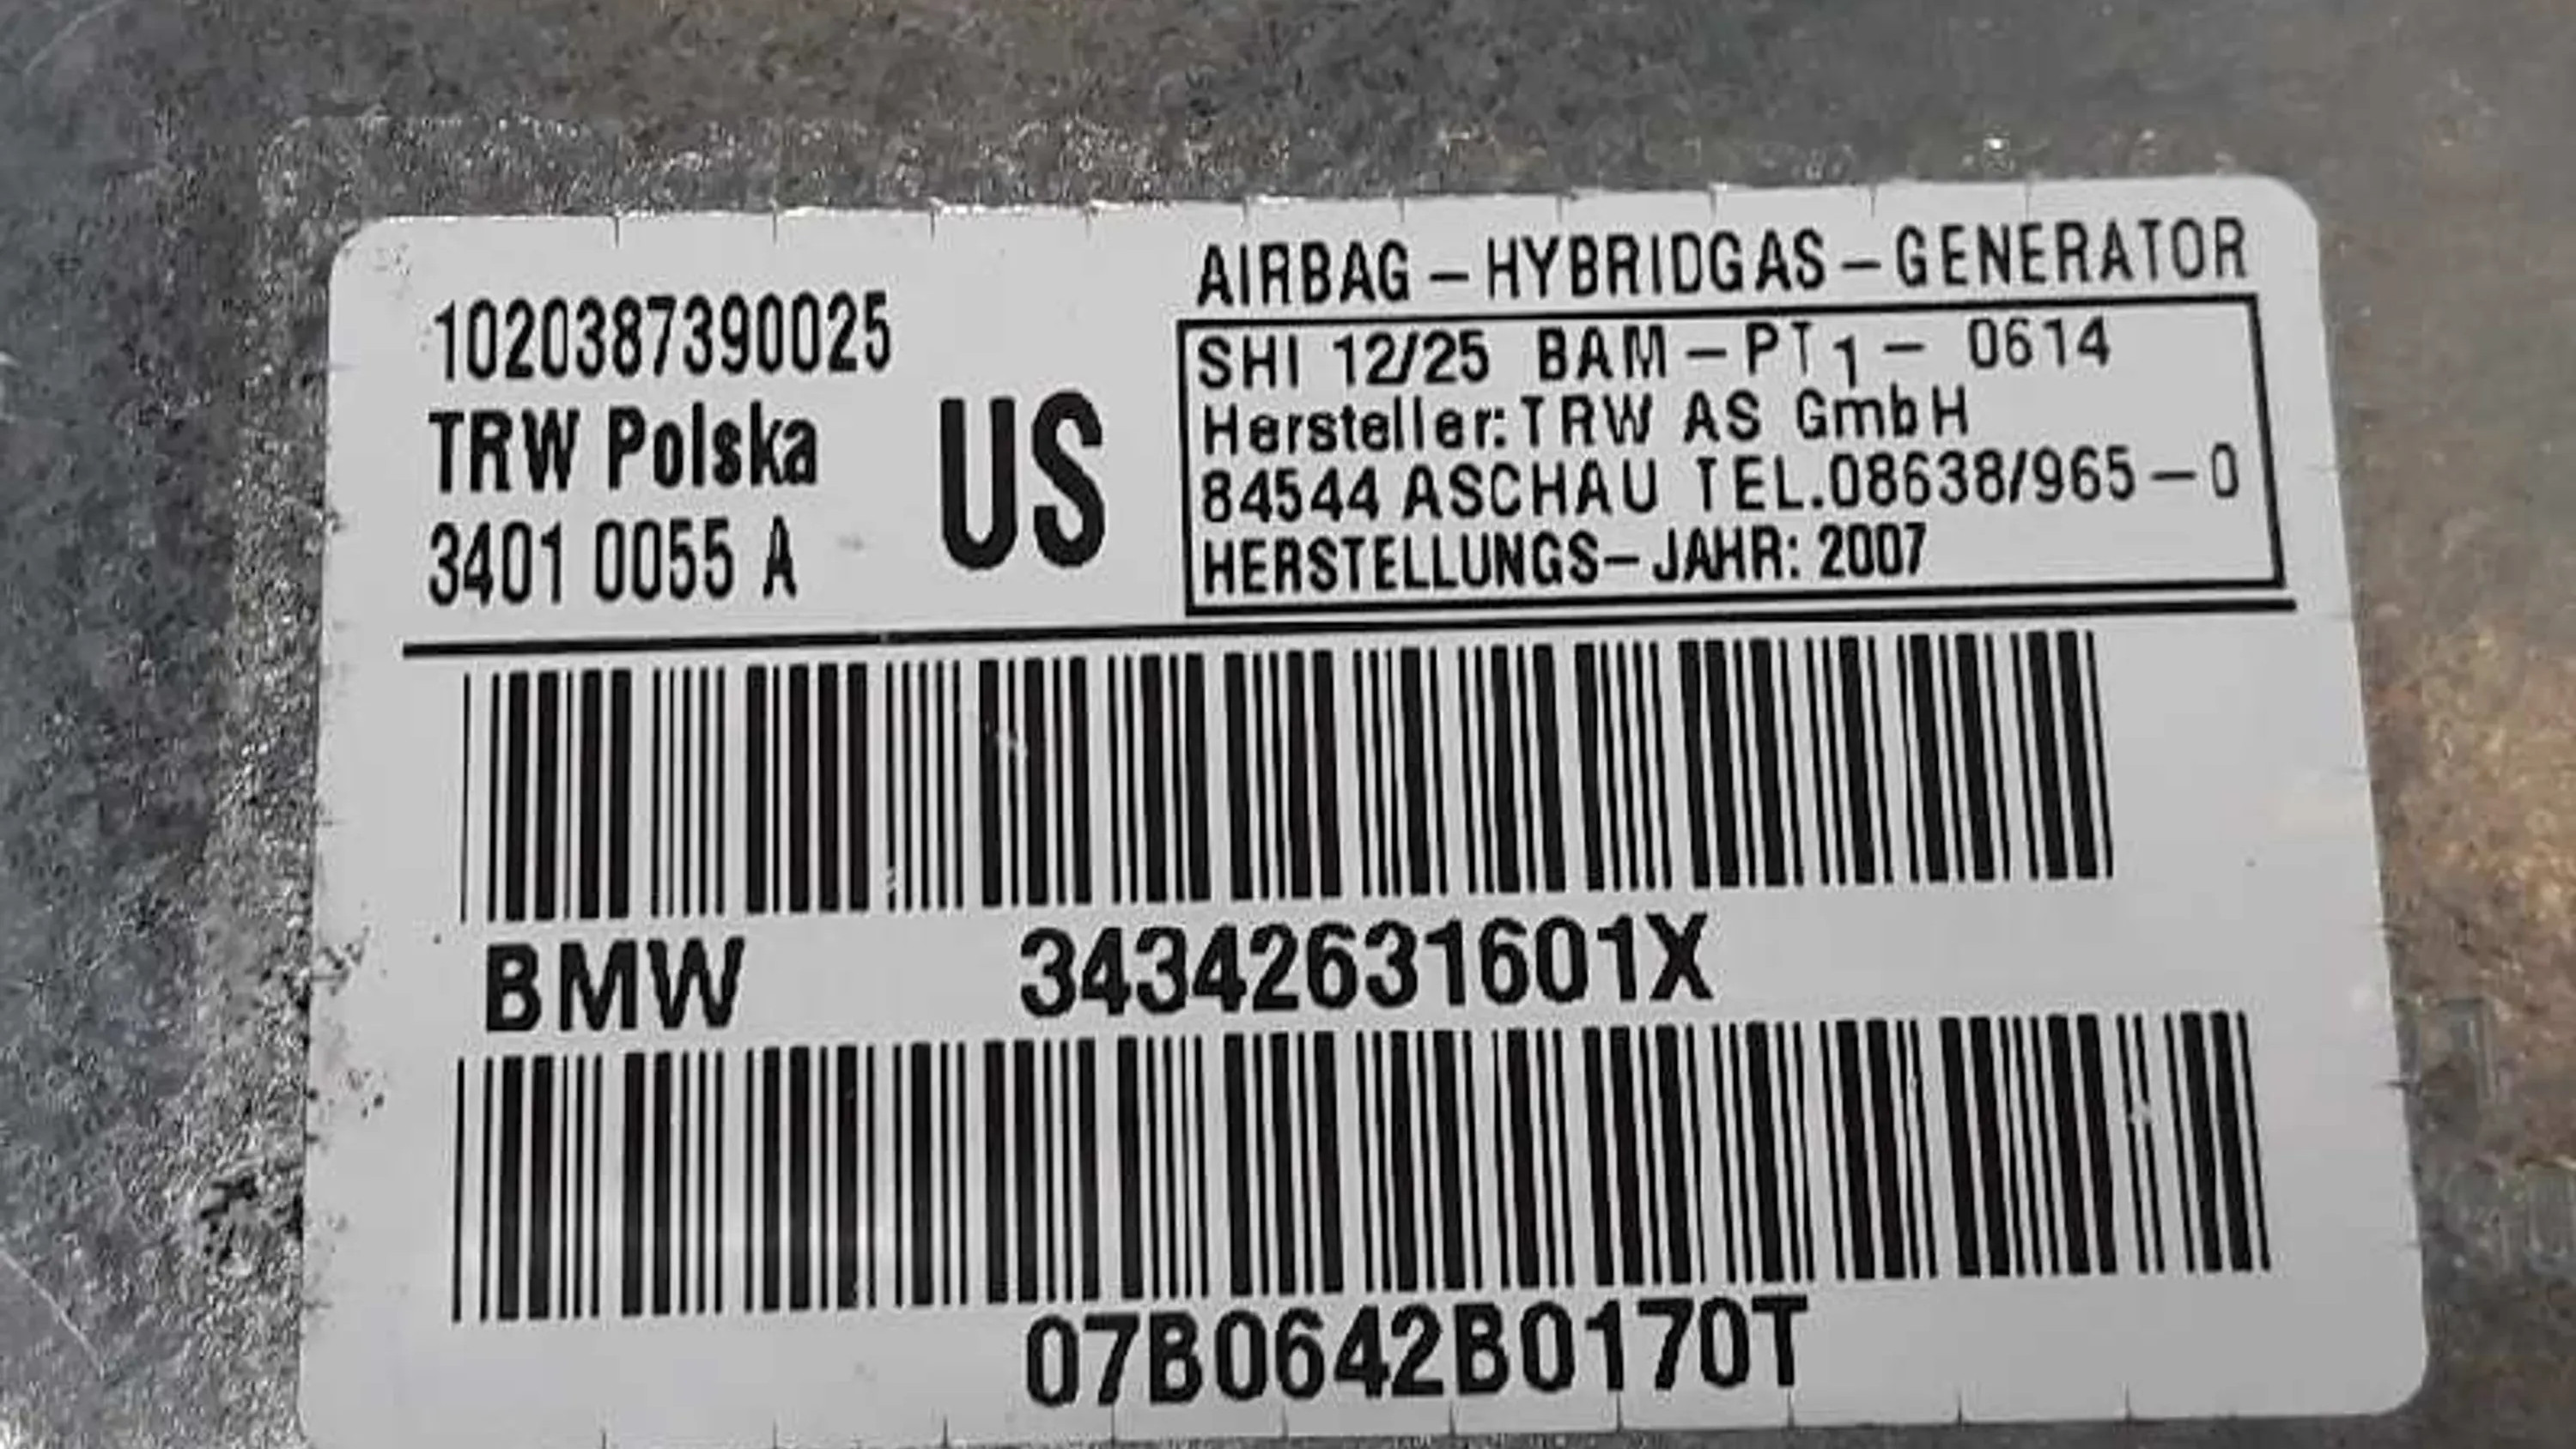 1020387390025
TRW Polska
3401 0055 A
US
AIRBAG-HYBRIDGAS-GENERATOR
SHI 12/25 BAM-PT1- 0614
Hersteller: TRW AS GmbH
84544 ASCHAU TEL.08638/965-0
HERSTELLUNGS-JAHR: 2007
BMW 34342631601X
07B0642B0170T